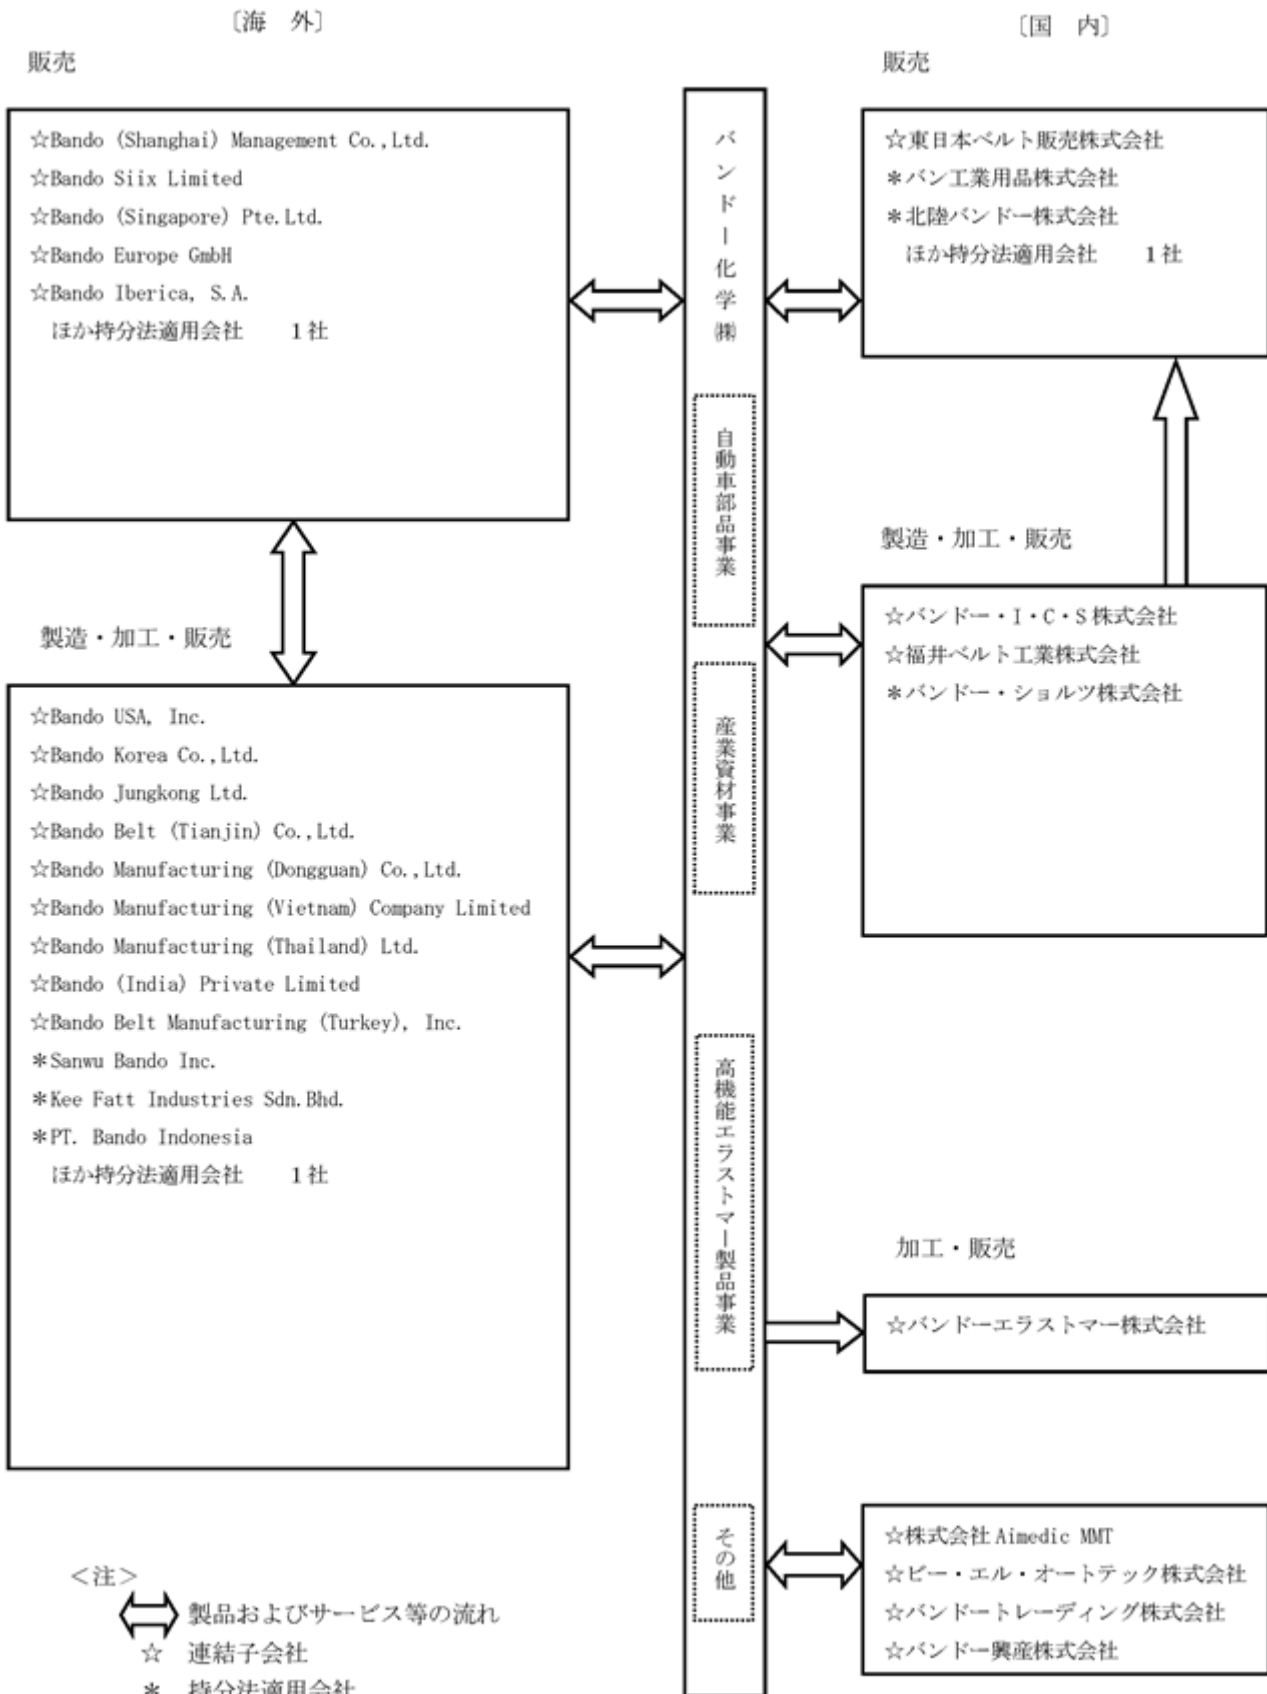 〔海　外〕
販売
☆Bando (Shanghai) Management Co.,Ltd.
☆Bando Siix Limited
☆Bando (Singapore) Pte.Ltd.
☆Bando Europe GmbH
☆Bando Iberica, S.A.
ほか持分法適用会社　　1社
製造・加工・販売
☆Bando USA, Inc.
☆Bando Korea Co.,Ltd.
☆Bando Jungkong Ltd.
☆Bando Belt (Tianjin) Co.,Ltd.
☆Bando Manufacturing (Dongguan) Co.,Ltd.
☆Bando Manufacturing (Vietnam) Company Limited
☆Bando Manufacturing (Thailand) Ltd.
☆Bando (India) Private Limited
☆Bando Belt Manufacturing (Turkey), Inc.
＊Sanwu Bando Inc.
＊Kee Fatt Industries Sdn.Bhd.
＊PT. Bando Indonesia
ほか持分法適用会社　　1社
バンドー化学㈱
自動車部品事業
産業資材事業
高機能エラストマー製品事業
その他
〔国　内〕
販売
☆東日本ベルト販売株式会社
＊バン工業用品株式会社
＊北陸バンドー株式会社
ほか持分法適用会社　　1社
製造・加工・販売
☆バンドー・I・C・S株式会社
☆福井ベルト工業株式会社
＊バンドー・ショルツ株式会社
加工・販売
☆バンドーエラストマー株式会社
☆株式会社Aimedic MMT
☆ビー・エル・オートテック株式会社
☆バンドートレーディング株式会社
☆バンドー興産株式会社
＜注＞
製品およびサービス等の流れ
☆　連結子会社
＊　持分法適用会社